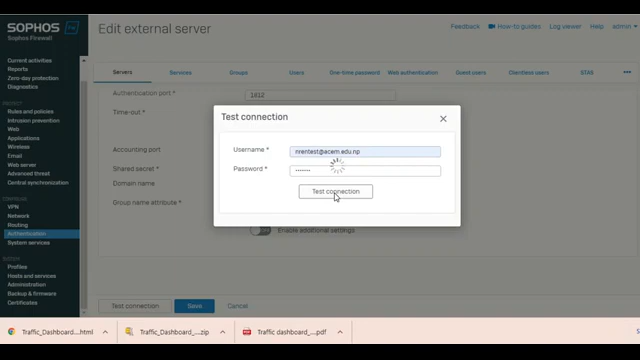 SOPHOS
Sophos Firewall
Edit external server
Feedback
How-to guides
Log viewer
Help
admin
Current activities
Reports
Zero-day protection
Diagnostics
PROTECT
Rules and policies
Intrusion prevention
Web
Applications
Wireless
Email
Web server
Advanced threat
Central synchronization
CONFIGURE
VPN
Network
Routing
Authentication
System services
SYSTEM
Profiles
Hosts and services
Administration
Backup & firmware
Certificates
Servers
Services
Groups
Users
One-time password
Web authentication
Guest users
Clientless users
STAS
•••
Authentication port *
1812
Time-out *
Accounting port
Shared secret *
Domain name
Group name attribute *
Enable additional settings
Test connection
Username *
nrentest@ecem.edu.np
Password *
Test connection
Test connection
Save
Cancel
Traffic_Dashboard....html
Traffic_Dashboard_....zip
Traffic dashboard_....pdf